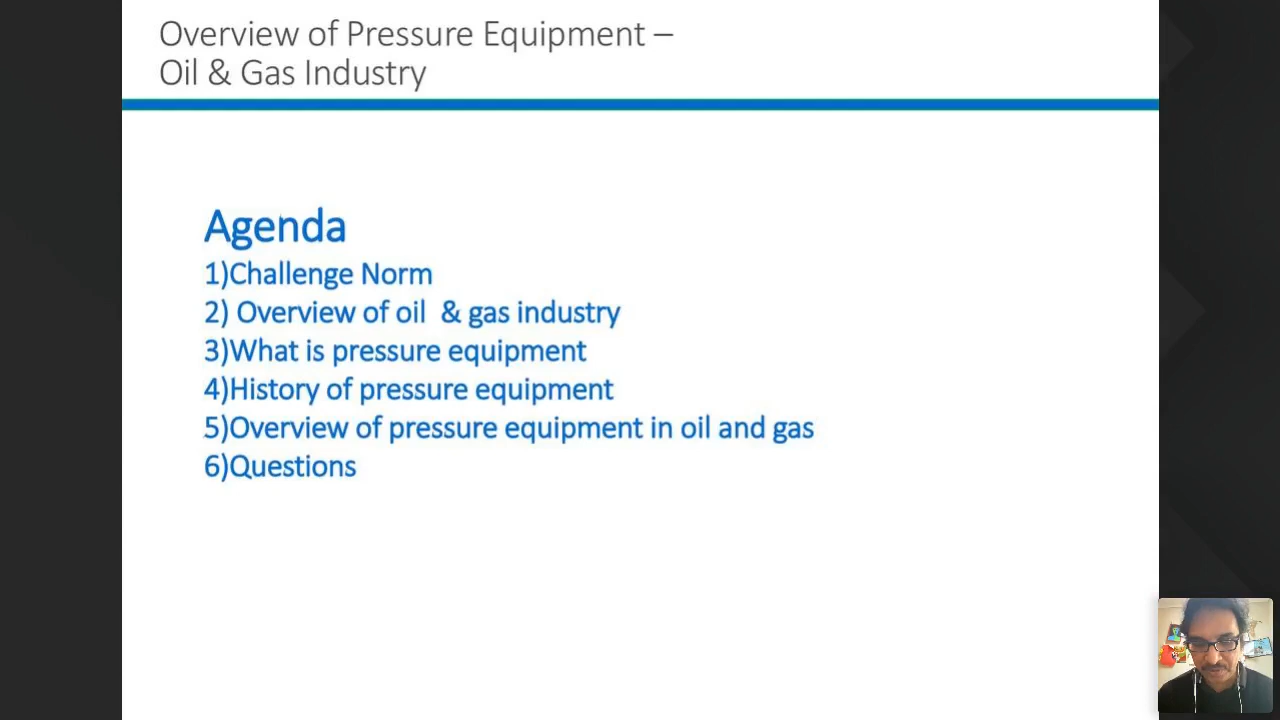 Overview of Pressure Equipment –
Oil & Gas Industry
Agenda
1)Challenge Norm
2) Overview of oil  & gas industry
3)What is pressure equipment
4)History of pressure equipment
5)Overview of pressure equipment in oil and gas
6)Questions